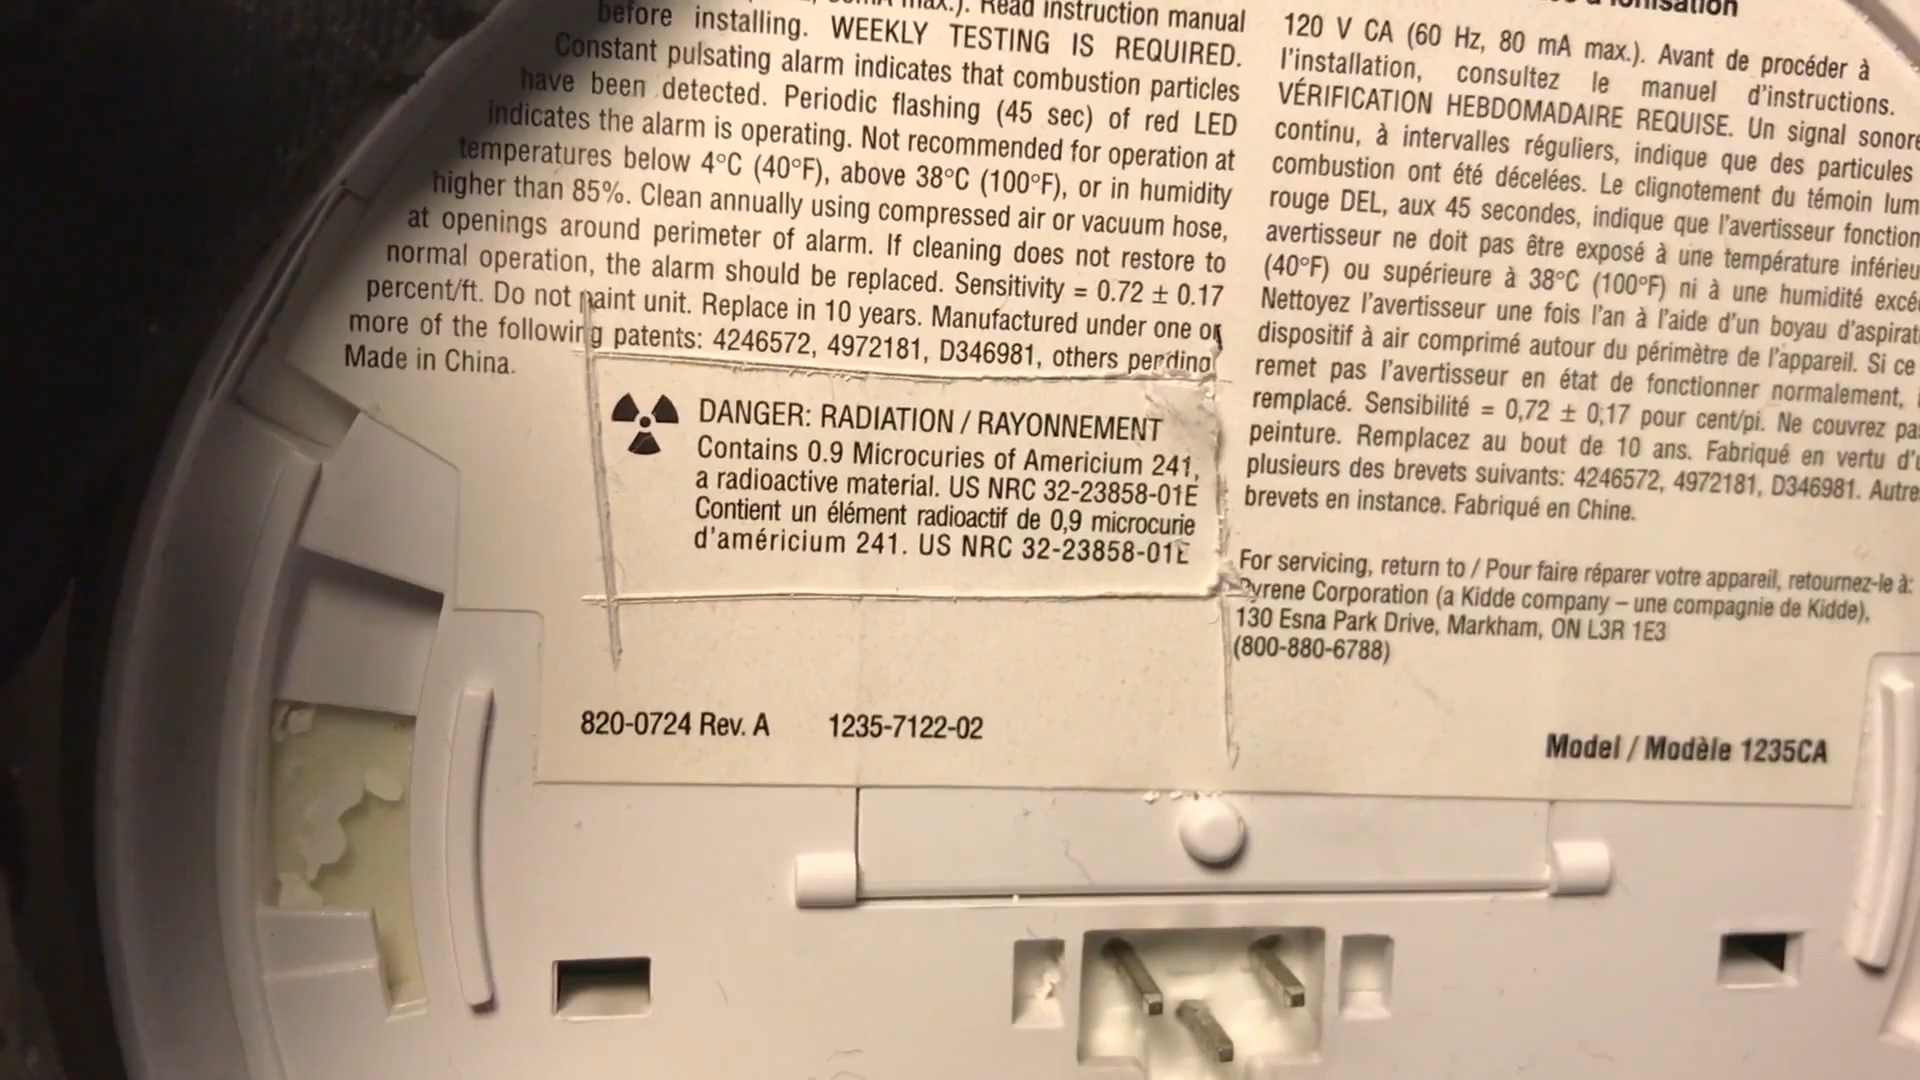 max.). Read instruction manual
before installing. WEEKLY TESTING IS REQUIRED.
Constant pulsating alarm indicates that combustion particles
have been detected. Periodic flashing (45 sec) of red LED
indicates the alarm is operating. Not recommended for operation at
temperatures below 4°C (40°F), above 38°C (100°F), or in humidity
higher than 85%. Clean annually using compressed air or vacuum hose,
at openings around perimeter of alarm. If cleaning does not restore to
normal operation, the alarm should be replaced. Sensitivity = 0.72 ± 0.17
percent/ft. Do not paint unit. Replace in 10 years. Manufactured under one or
more of the following patents: 4246572, 4972181, D346981, others pending
Made in China.
DANGER: RADIATION / RAYONNEMENT
Contains 0.9 Microcuries of Americium 241,
a radioactive material. US NRC 32-23858-01E
Contient un élément radioactif de 0,9 microcurie
d'américium 241. US NRC 32-23858-01E
820-0724 Rev. A 1235-7122-02
120 V CA (60 Hz, 80 mA max.). Avant de procéder à
l'installation, consultez le manuel d'instructions.
VÉRIFICATION HEBDOMADAIRE REQUISE. Un signal sonore
continu, à intervalles réguliers, indique que des particules
combustion ont été décelées. Le clignotement du témoin lum
rouge DEL, aux 45 secondes, indique que l'avertisseur fonction
avertisseur ne doit pas être exposé à une température inférieu
(40°F) ou supérieure à 38°C (100°F) ni à une humidité excé
Nettoyez l'avertisseur une fois l'an à l'aide d'un boyau d'aspirat
dispositif à air comprimé autour du périmètre de l'appareil. Si ce
remet pas l'avertisseur en état de fonctionner normalement,
remplacé. Sensibilité = 0,72 ± 0,17 pour cent/pi. Ne couvrez pas
peinture. Remplacez au bout de 10 ans. Fabriqué en vertu d'u
plusieurs des brevets suivants: 4246572, 4972181, D346981. Autre
brevets en instance. Fabriqué en Chine.
For servicing, return to / Pour faire réparer votre appareil, retournez-le à:
Pyrene Corporation (a Kidde company – une compagnie de Kidde),
130 Esna Park Drive, Markham, ON L3R 1E3
(800-880-6788)
Model / Modèle 1235CA